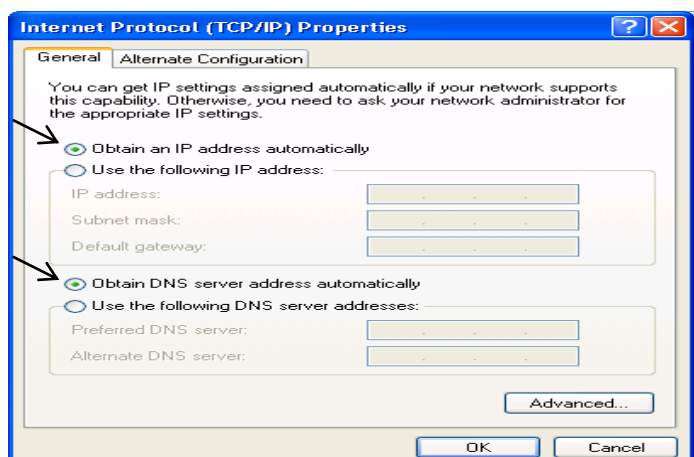 Internet Protocol (TCP/IP) Properties
General
Alternate Configuration
You can get IP settings assigned automatically if your network supports
this capability. Otherwise, you need to ask your network administrator for
the appropriate IP settings.
Obtain an IP address automatically
Use the following IP address:
IP address:
Subnet mask:
Default gateway:
Obtain DNS server address automatically
Use the following DNS server addresses:
Preferred DNS server:
Alternate DNS server:
Advanced...
OK
Cancel